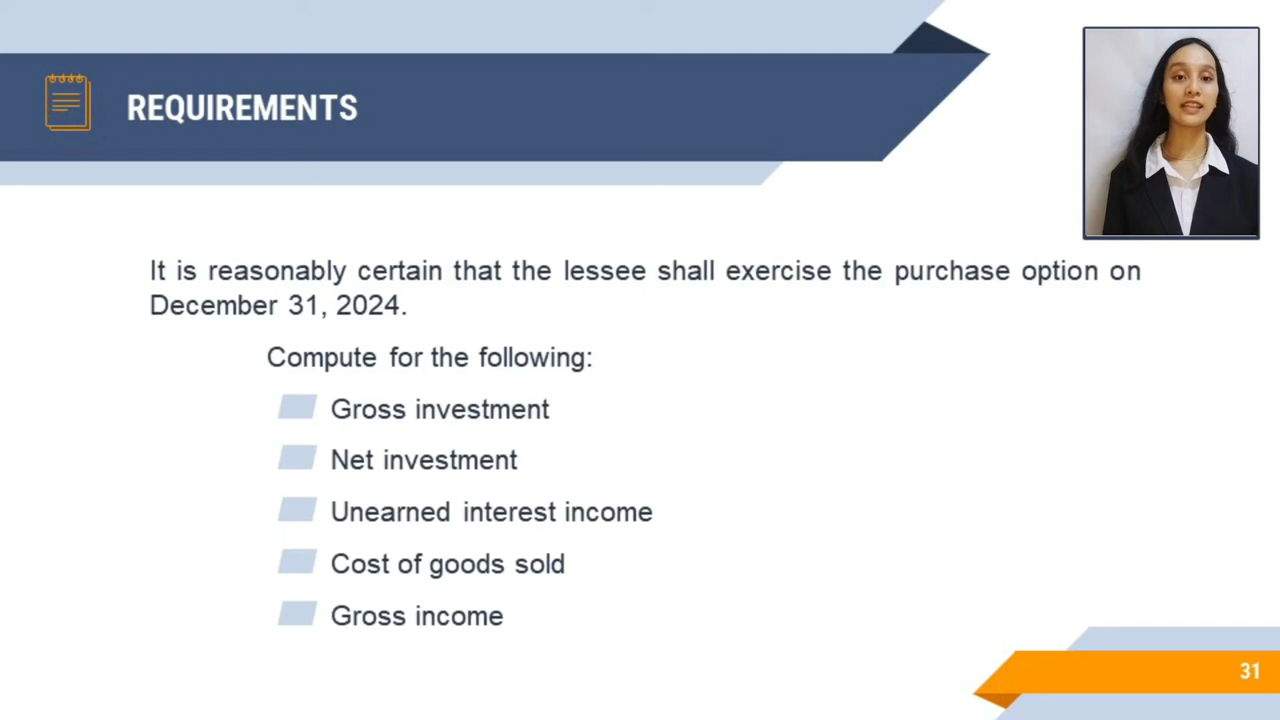 REQUIREMENTS
It is reasonably certain that the lessee shall exercise the purchase option on
December 31, 2024.
Compute for the following:
Gross investment
Net investment
Unearned interest income
Cost of goods sold
Gross income
31